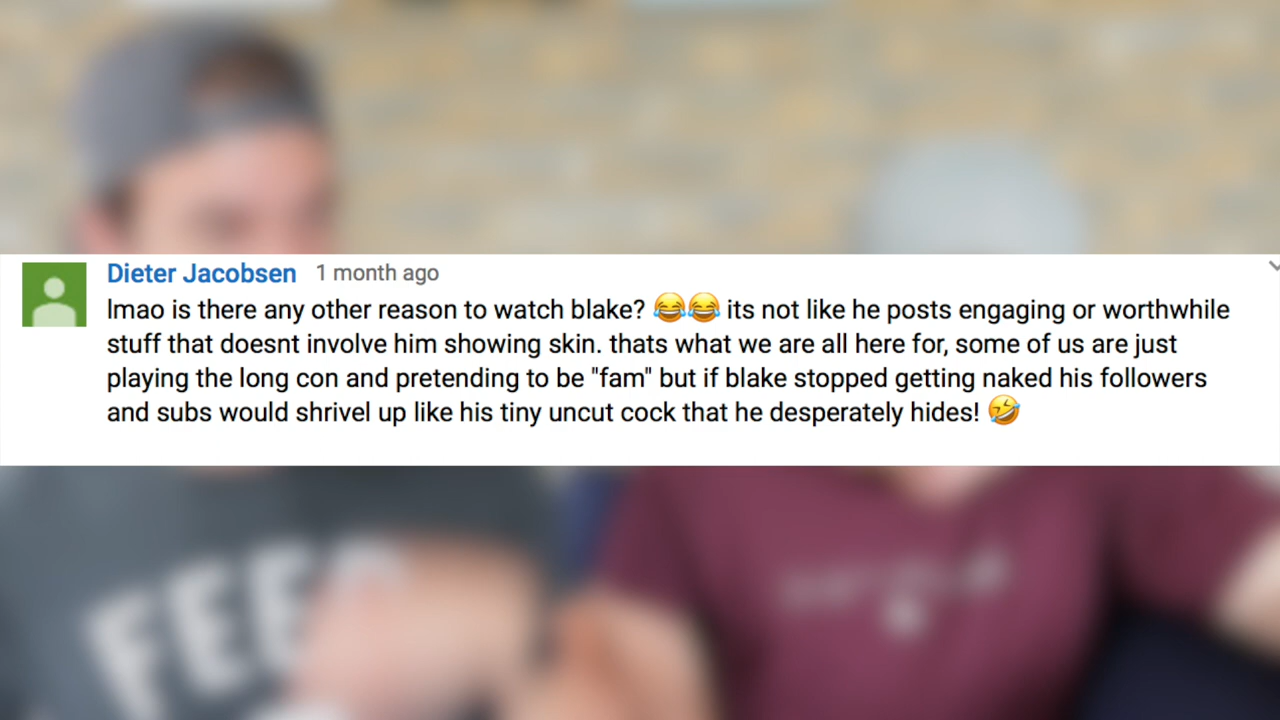 Dieter Jacobsen 1 month ago
lmao is there any other reason to watch blake? 😂😂 its not like he posts engaging or worthwhile
stuff that doesnt involve him showing skin. thats what we are all here for, some of us are just
playing the long con and pretending to be "fam" but if blake stopped getting naked his followers
and subs would shrivel up like his tiny uncut cock that he desperately hides! 🤣